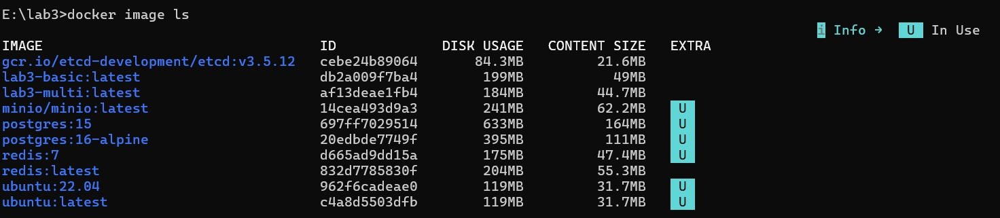 E:\lab3>docker image ls
i Info → U In Use
IMAGE ID DISK USAGE CONTENT SIZE EXTRA
gcr.io/etcd-development/etcd:v3.5.12 cebe24b89064 84.3MB 21.6MB
lab3-basic:latest db2a009f7ba4 199MB 49MB
lab3-multi:latest af13deae1fb4 184MB 44.7MB
minio/minio:latest 14cea493d9a3 241MB 62.2MB U
postgres:15 697ff7029514 633MB 164MB U
postgres:16-alpine 20edbde7749f 395MB 111MB U
redis:7 d665ad9dd15a 175MB 47.4MB U
redis:latest 832d7785830f 204MB 55.3MB
ubuntu:22.04 962f6cadeae0 119MB 31.7MB U
ubuntu:latest c4a8d5503dfb 119MB 31.7MB U